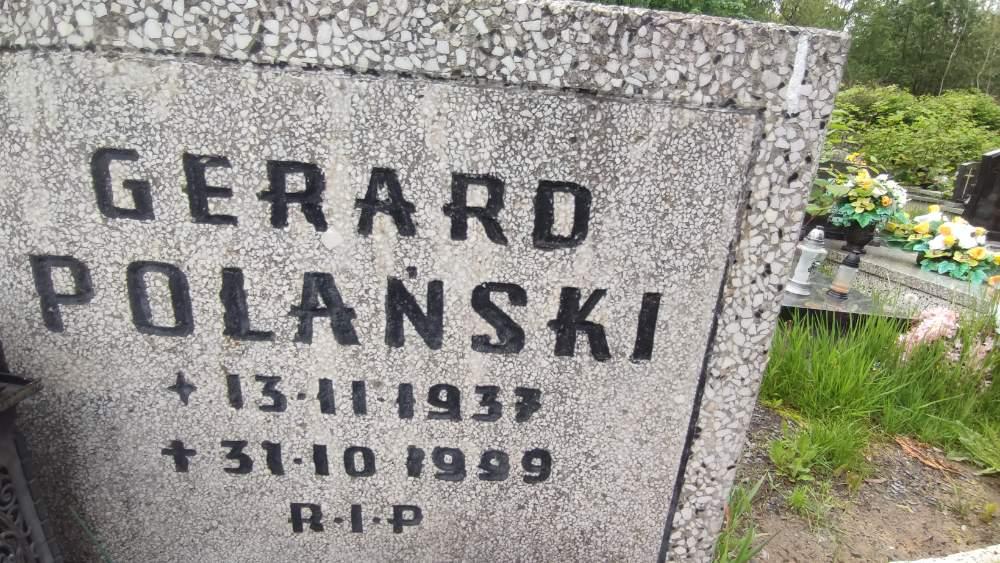 GERARD
POLAŃSKI
✦ 13·11·1937
✝ 31·10·1999
R·I·P